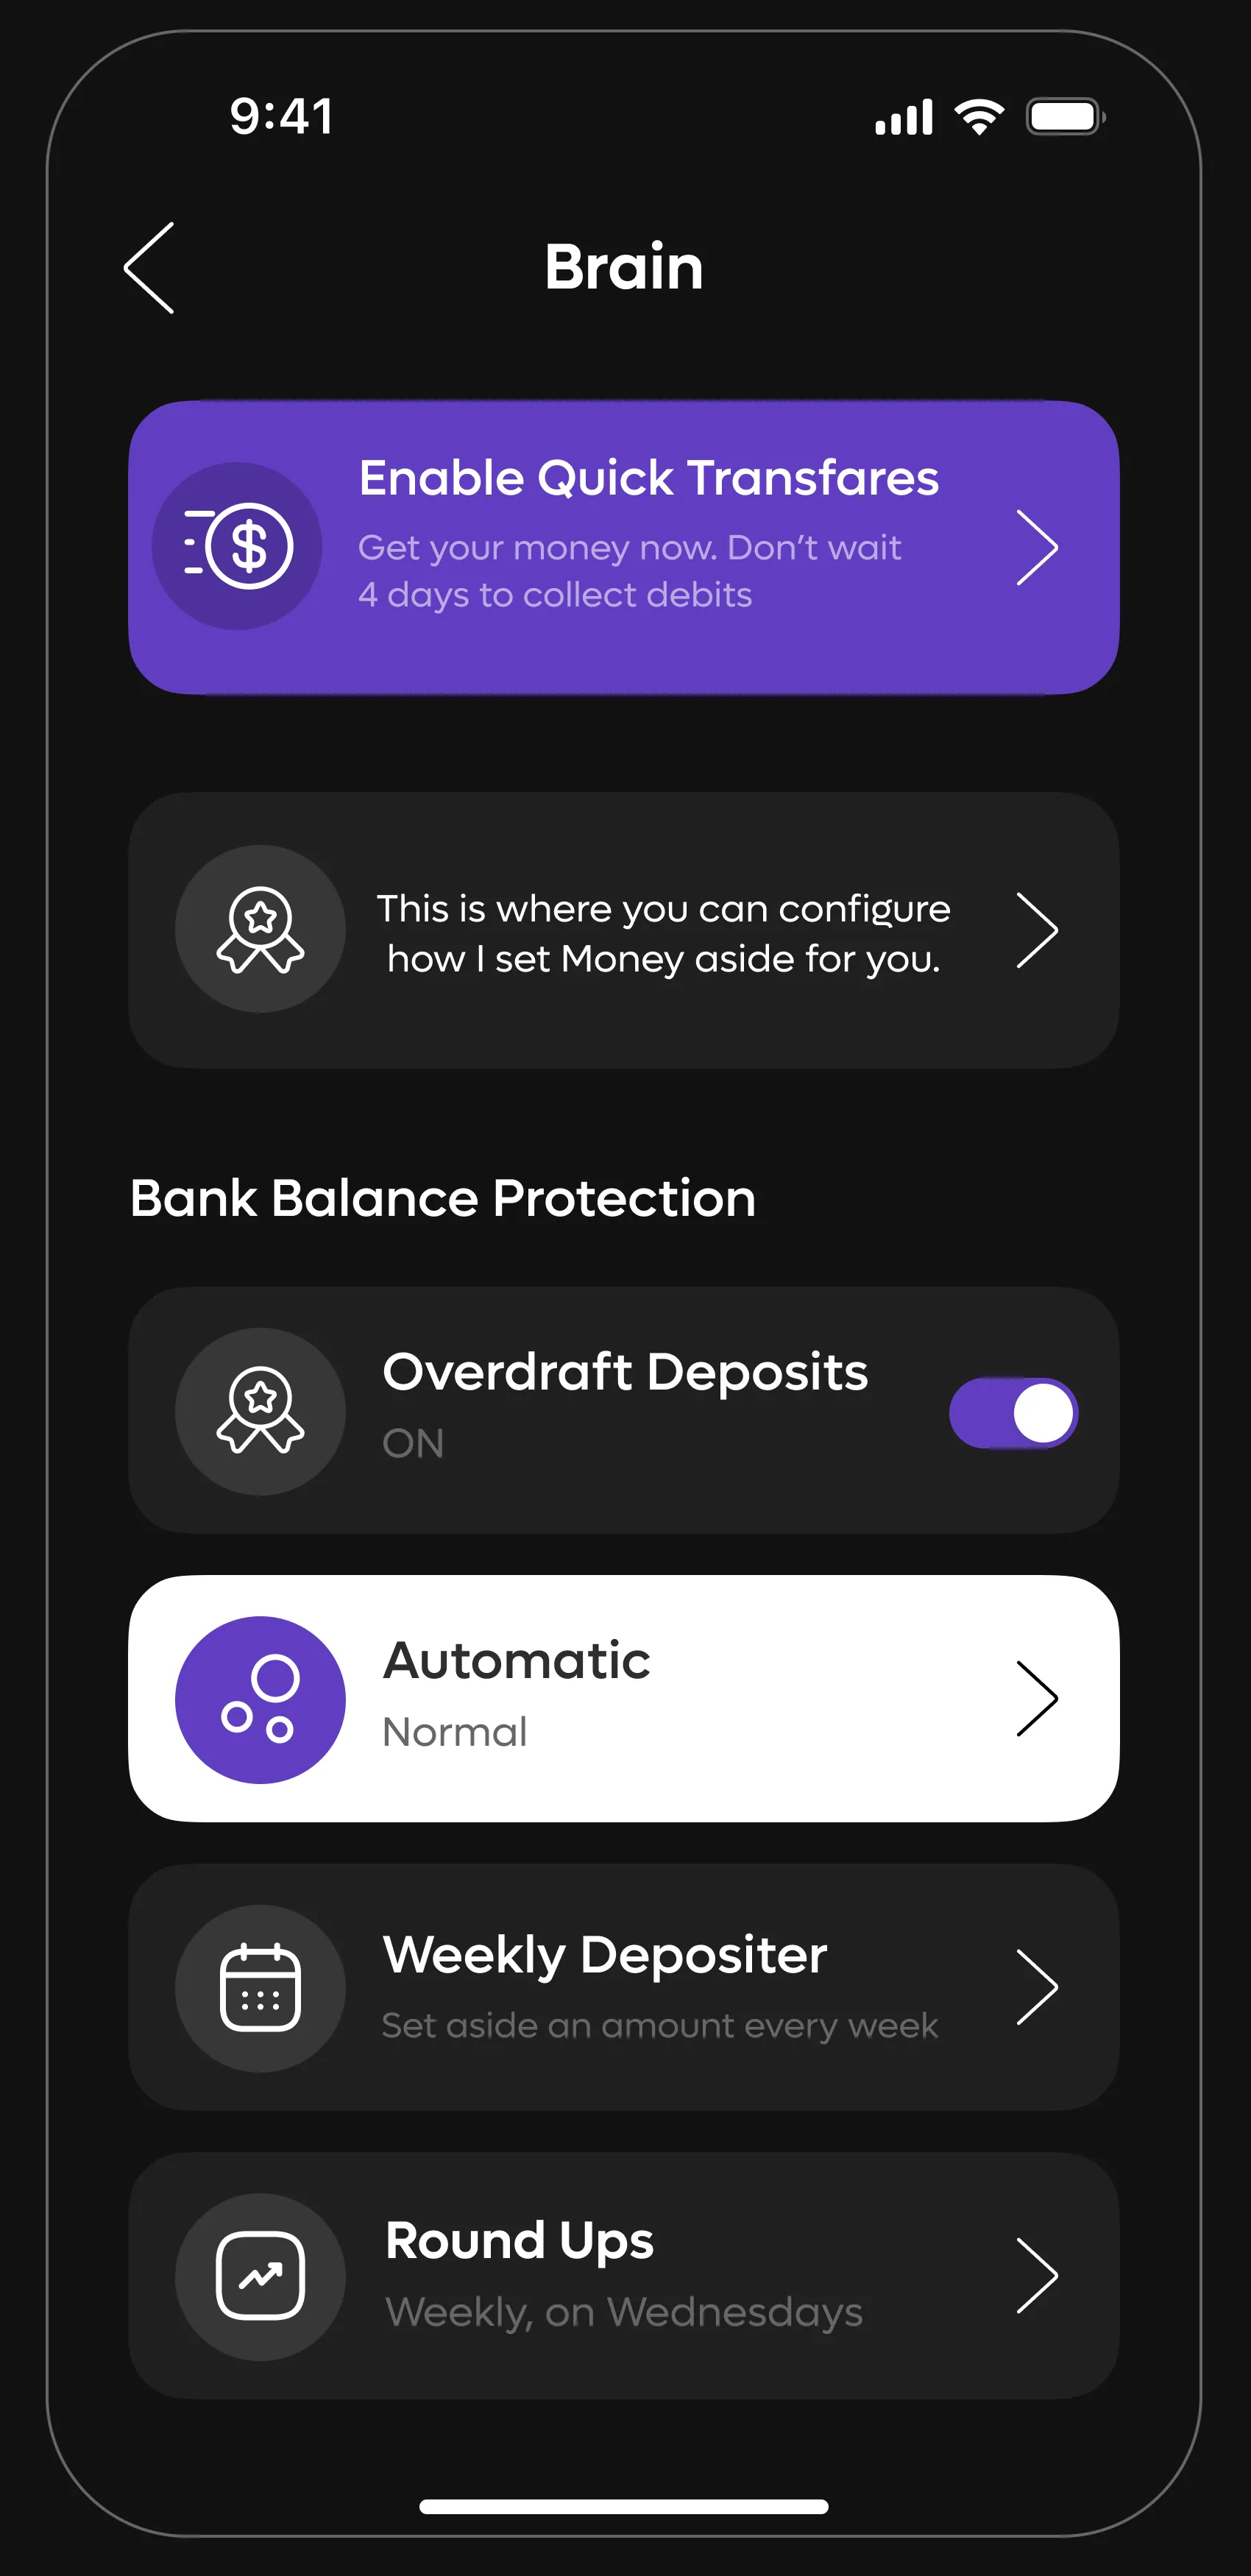 9:41
Brain
Enable Quick Transfares
Get your money now. Don’t wait
4 days to collect debits
This is where you can configure
how I set Money aside for you.
Bank Balance Protection
Overdraft Deposits
ON
Automatic
Normal
Weekly Depositer
Set aside an amount every week
Round Ups
Weekly, on Wednesdays